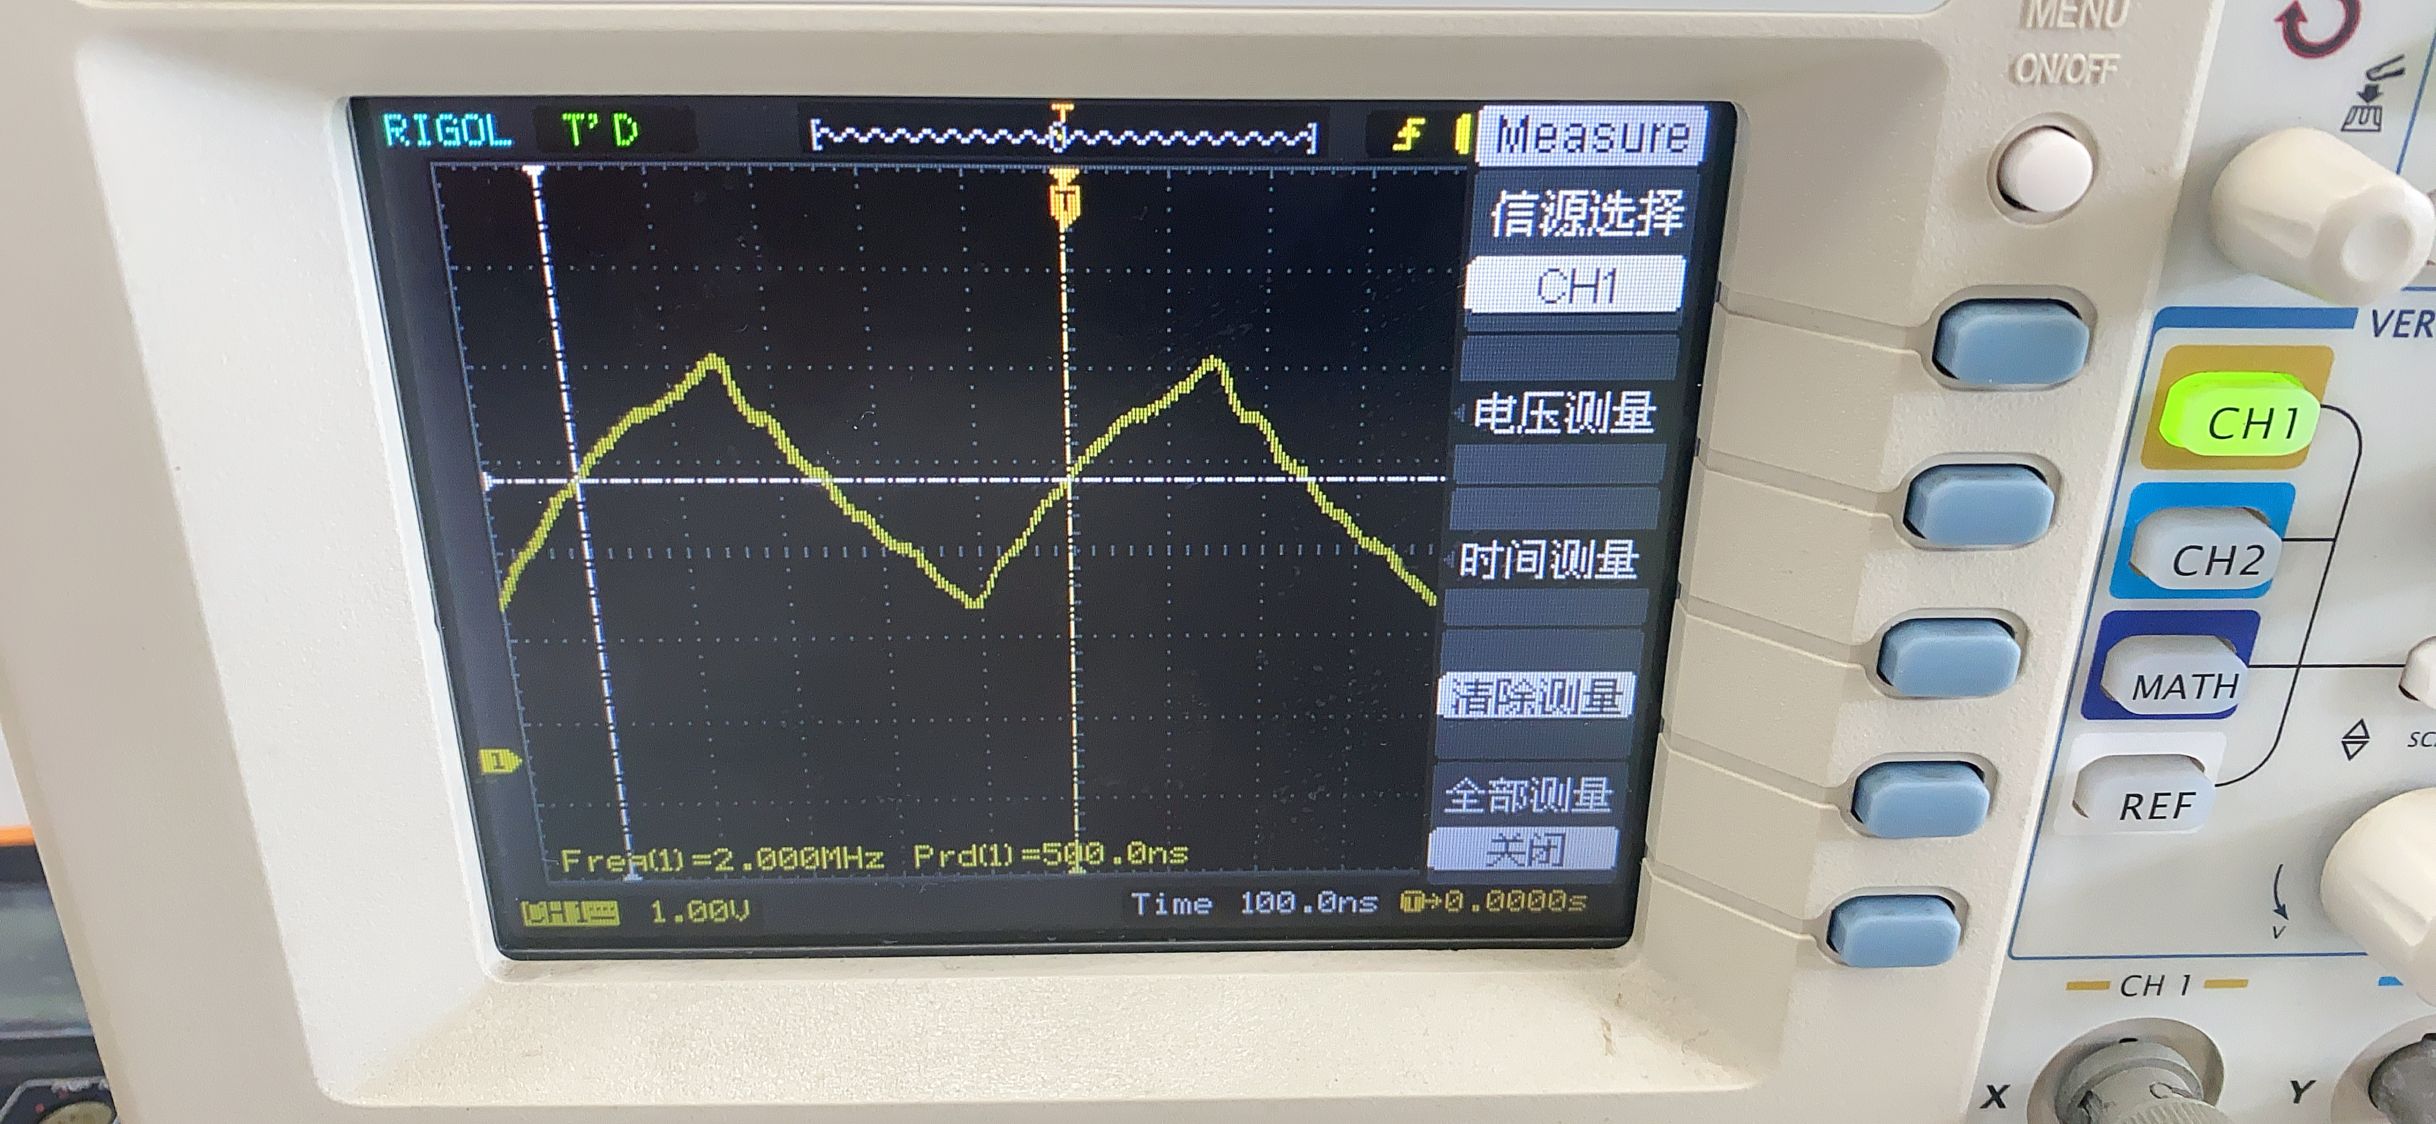 MENU
ON/OFF
RIGOL T'D T
Measure
信源选择
CH1
电压测量
时间测量
清除测量
全部测量
关闭
T
1
Freq(1)=2.000MHz Prd(1)=500.0ns
CH1 1.00V Time 100.0ns T→0.0000s
VER
CH1
CH2
MATH
REF
SC
V
CH 1
X
Y